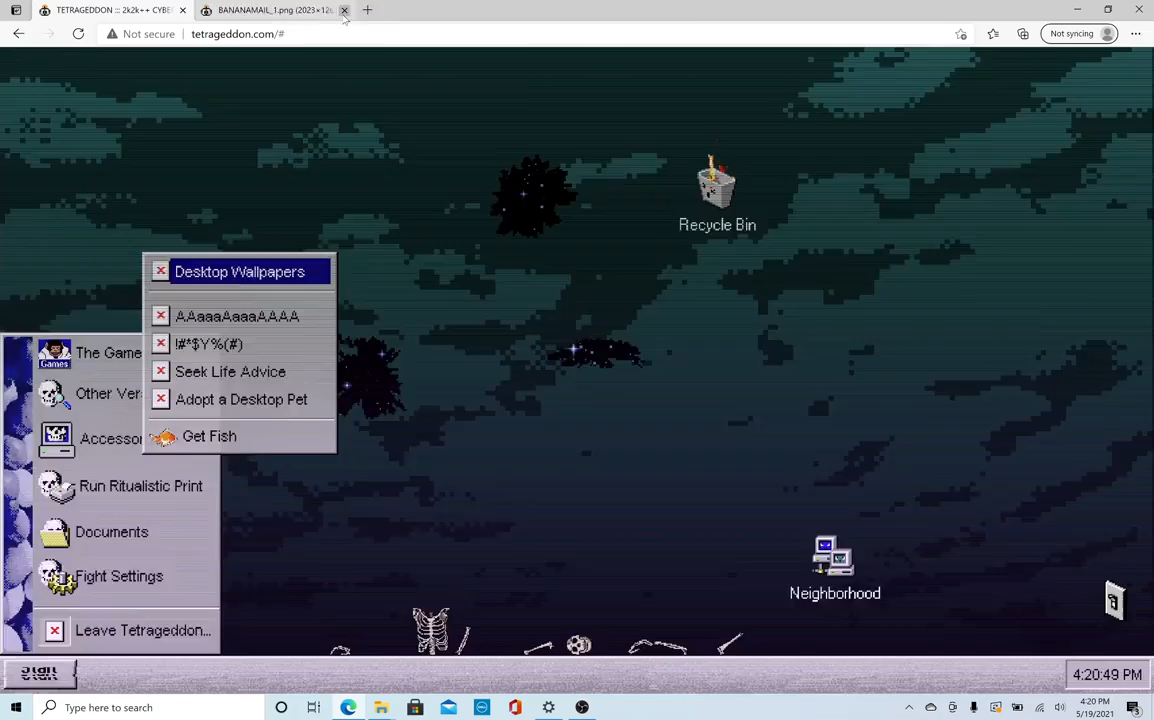 TETRAGEDDON ::: 2k2k++ CYBE
BANANAMAIL_1.png (2023×12
Not secure
tetrageddon.com/#
Not syncing
Recycle Bin
Desktop Wallpapers
AAaaaAaaaAAAA
!#*$Y%(#)
Seek Life Advice
Adopt a Desktop Pet
Get Fish
Games
The Game
Other Ver
Accessor
Run Ritualistic Print
Documents
Fight Settings
Leave Tetrageddon...
Neighborhood
start
4:20:49 PM
Type here to search
4:20 PM
5/19/2021